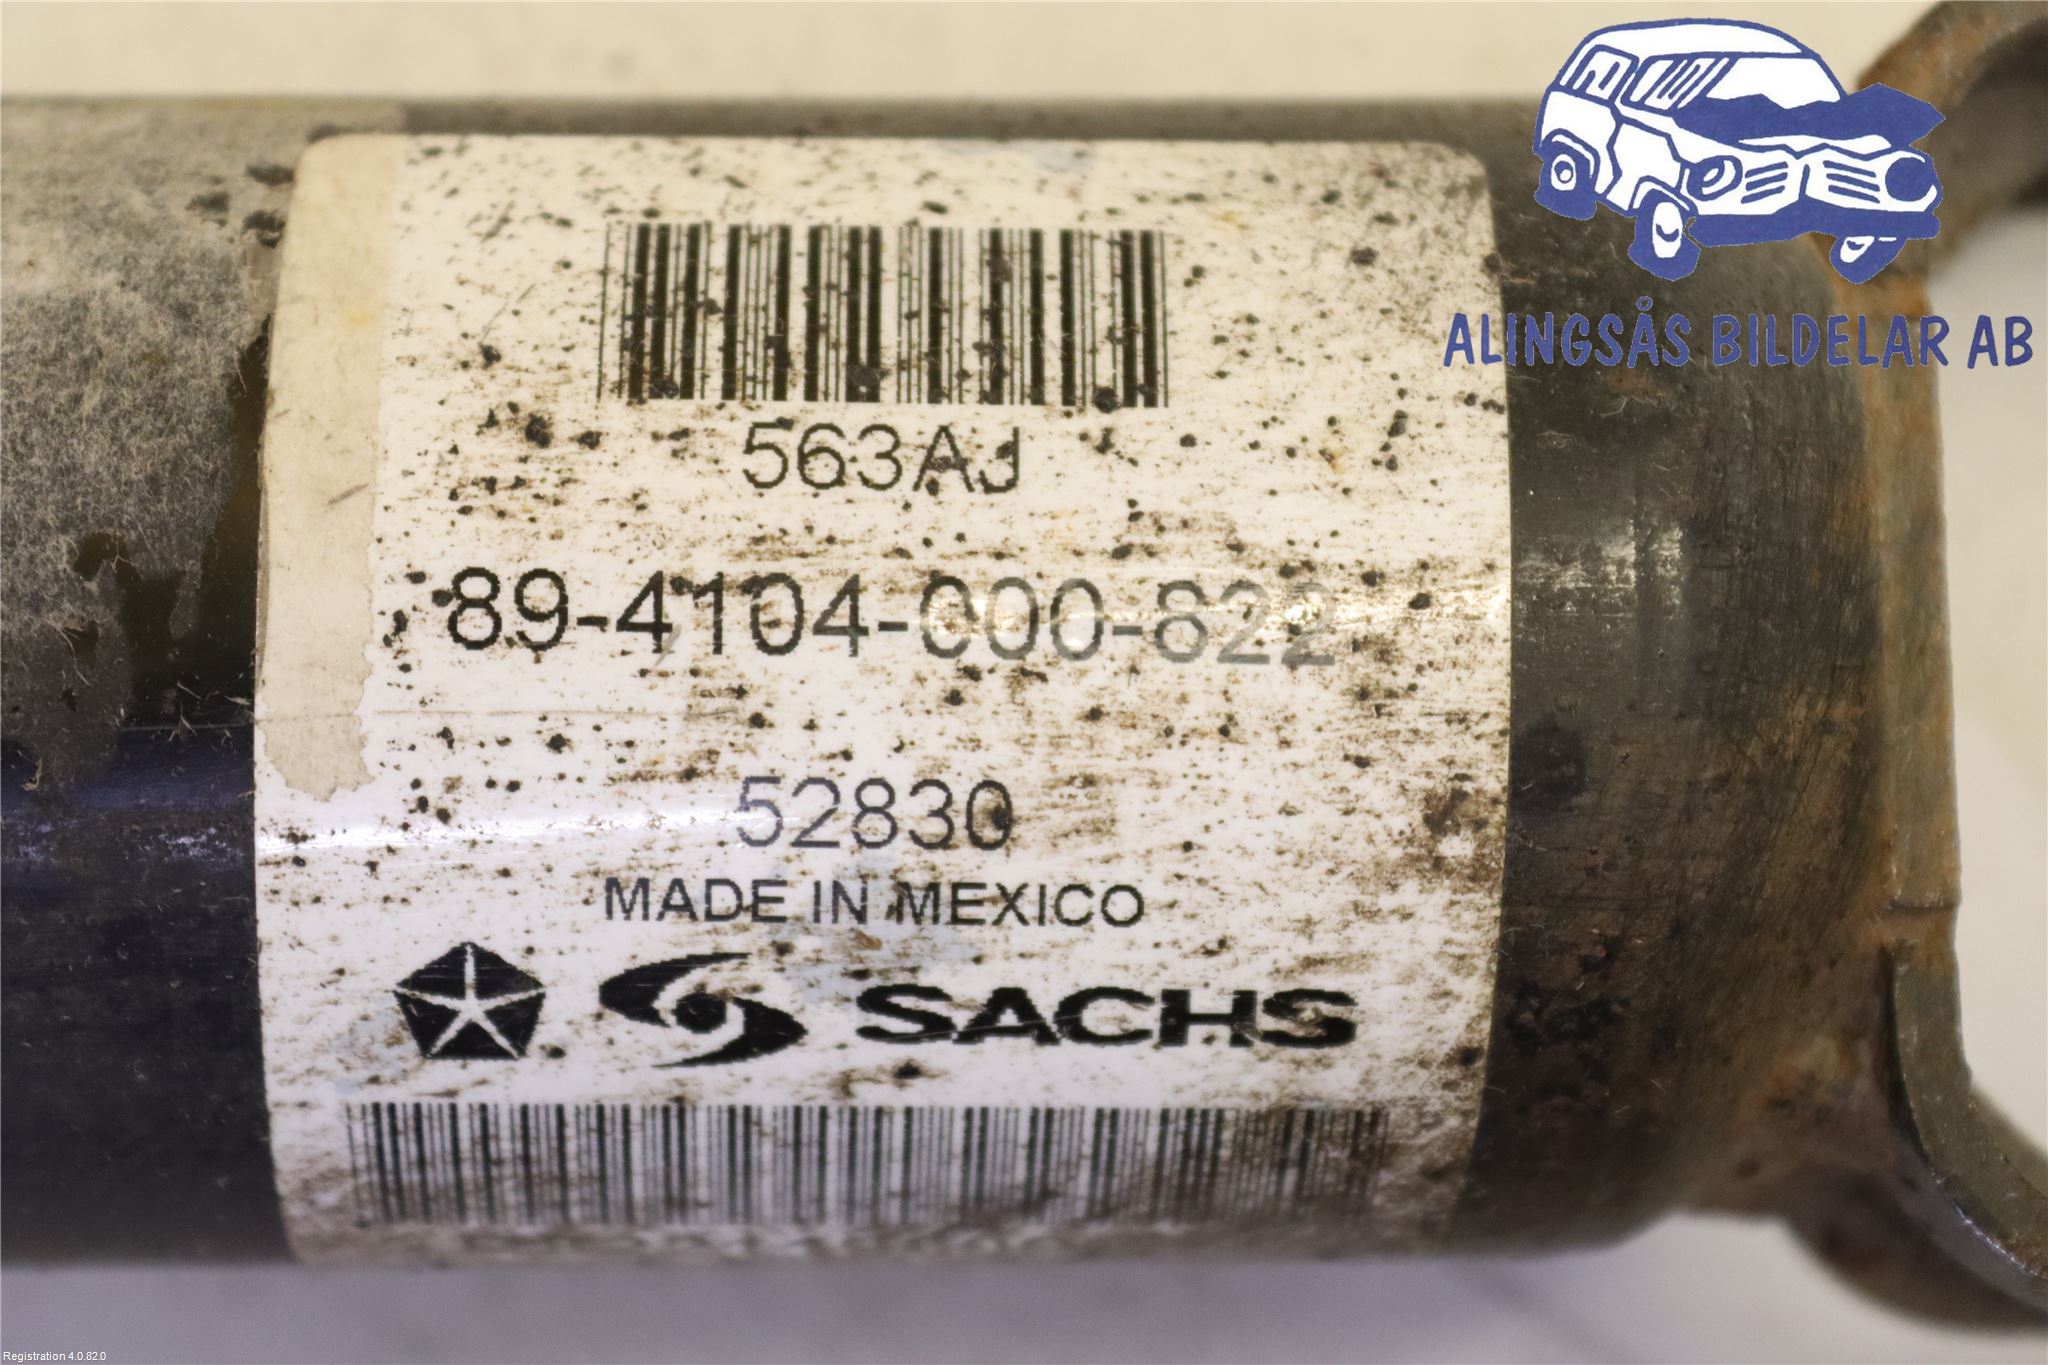 ALINGSÅS BILDELAR AB
563AJ
89-4104-000-822
52830
MADE IN MEXICO
SACHS
Registration 4.0.82.0